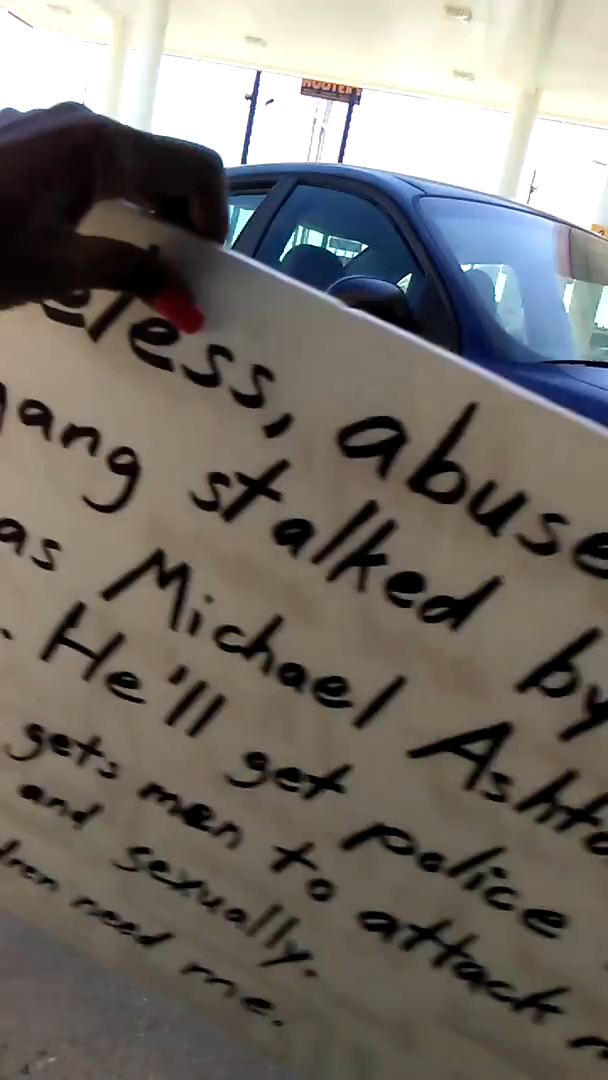 HOOTERS
eless, abuse
gang stalked by
as Michael Ashto
. He'll get police
gets men to attack
and sexually.
dren need me.